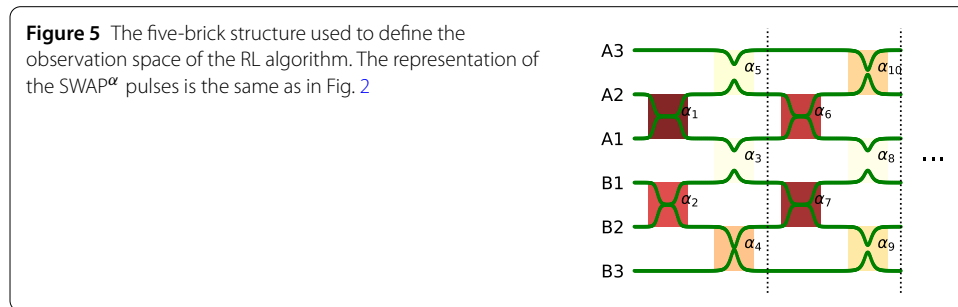 Figure 5 The five-brick structure used to define the
observation space of the RL algorithm. The representation of
the SWAPᵅ pulses is the same as in Fig. 2
A3
α₅
α₁₀
A2
α₁
α₆
A1
α₃
α₈
...
B1
α₂
α₇
B2
α₄
α₉
B3